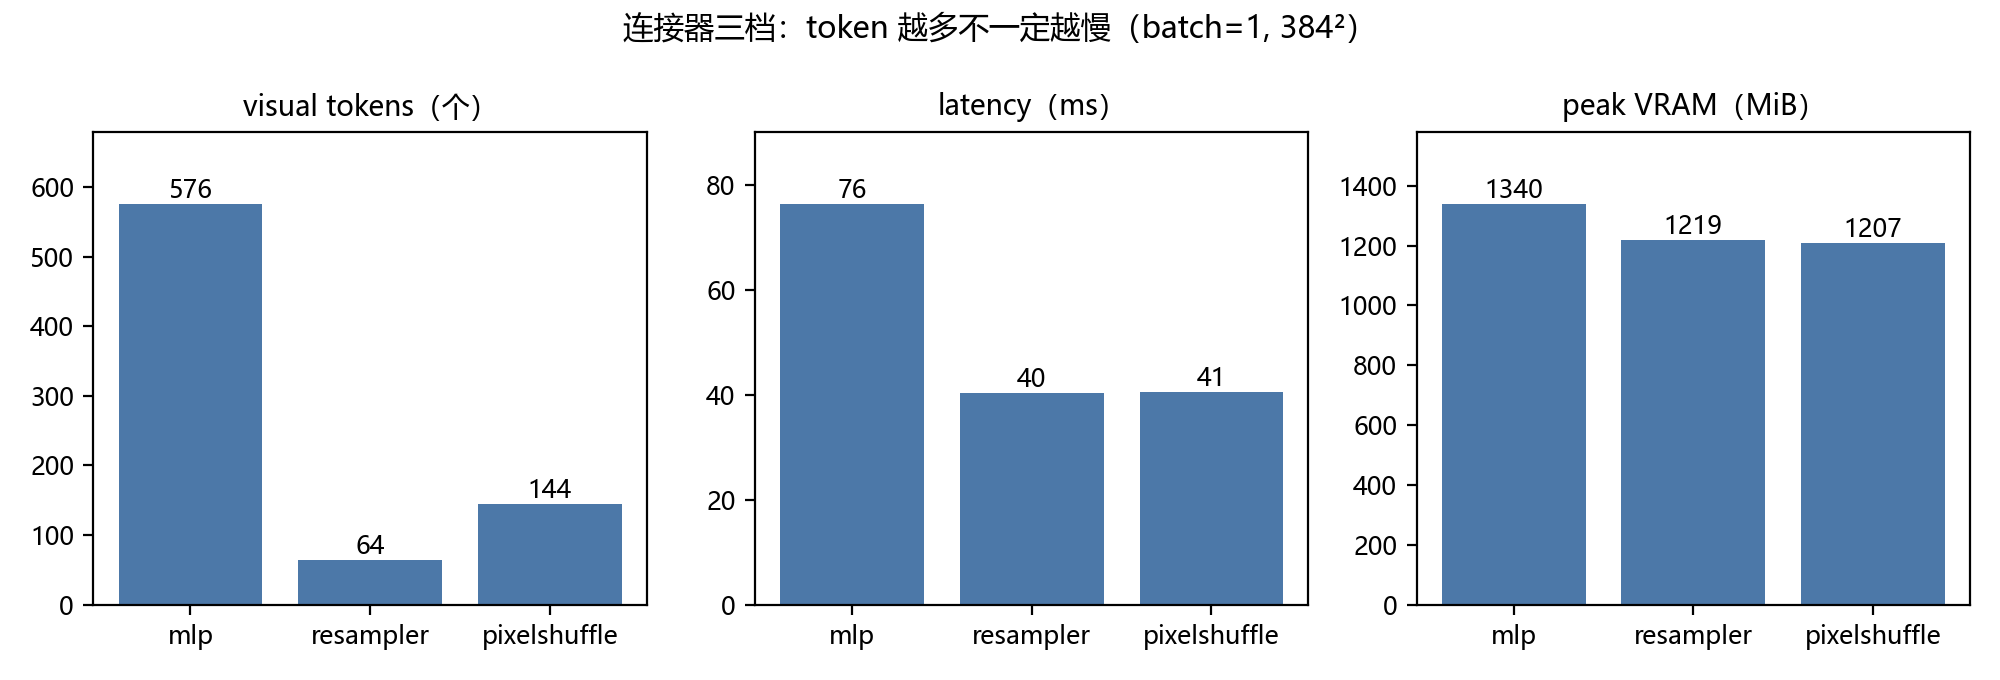 连接器三档：token 越多不一定越慢（batch=1, 384²）
visual tokens（个）
600
500
400
300
200
100
0
576
64
144
mlp
resampler
pixelshuffle
latency（ms）
80
60
40
20
0
76
40
41
mlp
resampler
pixelshuffle
peak VRAM（MiB）
1400
1200
1000
800
600
400
200
0
1340
1219
1207
mlp
resampler
pixelshuffle